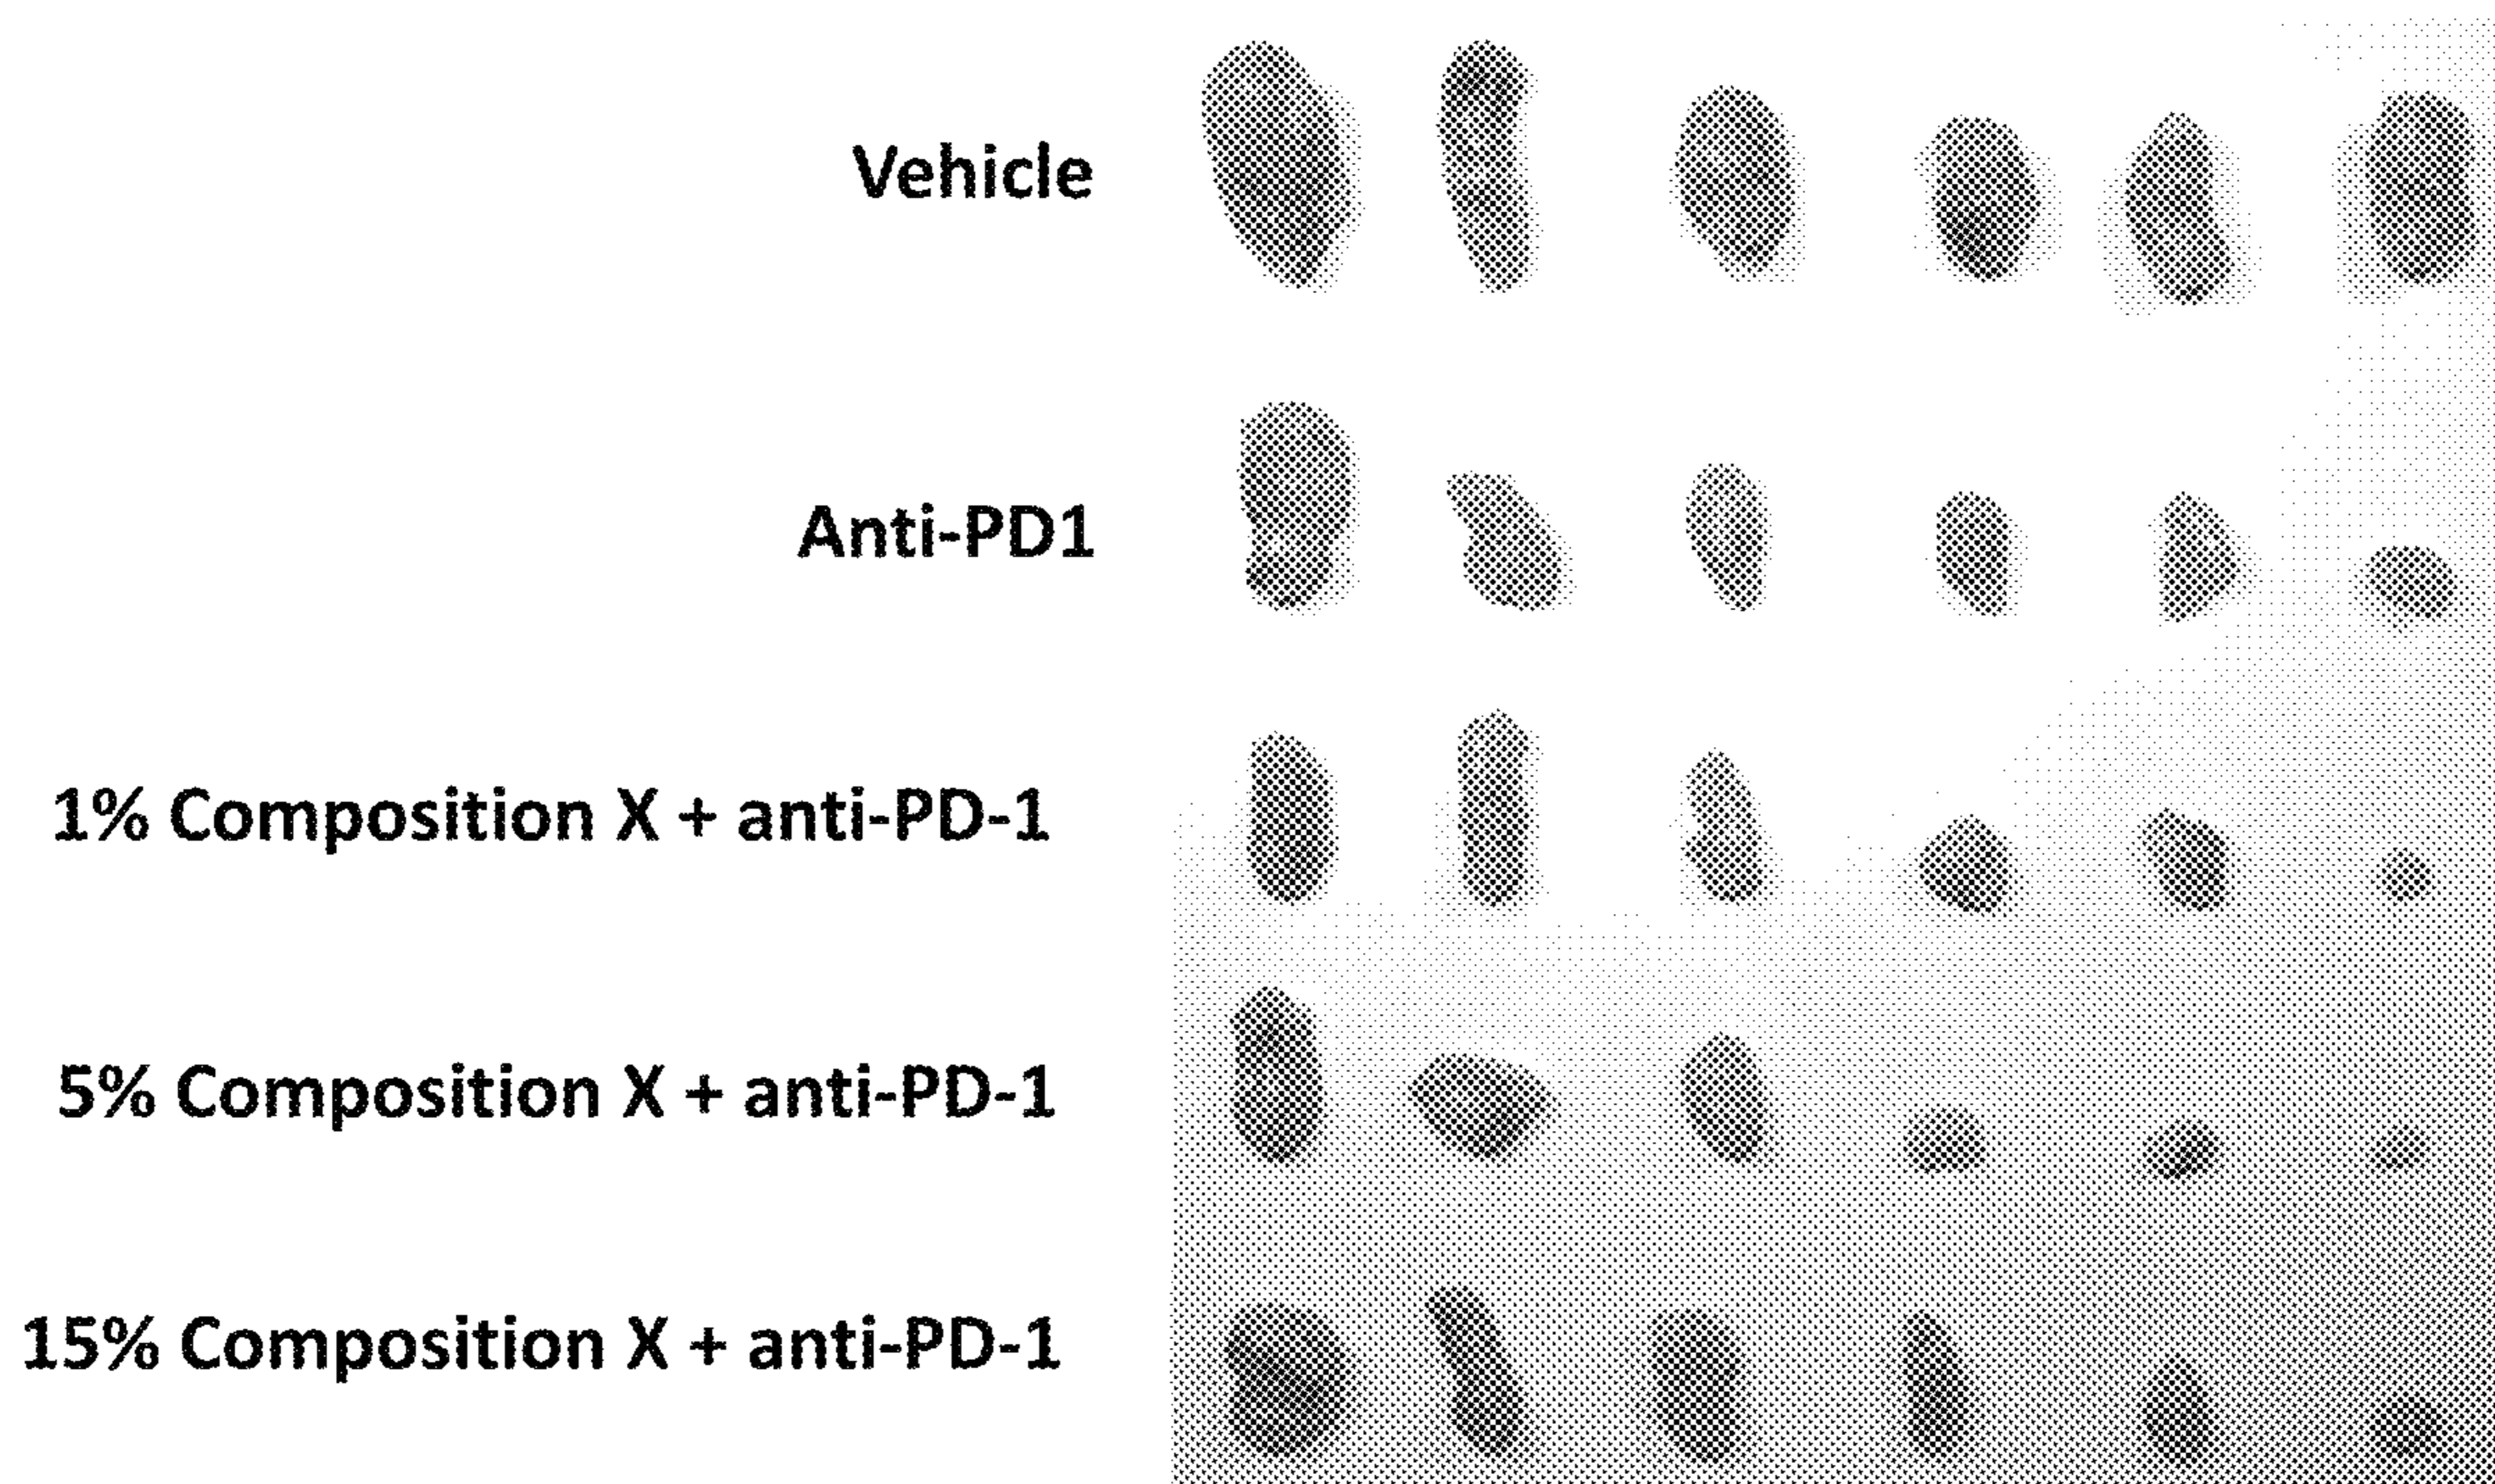 Vehicle
Anti-PD1
1% Composition X + anti-PD-1
5% Composition X + anti-PD-1
15% Composition X + anti-PD-1